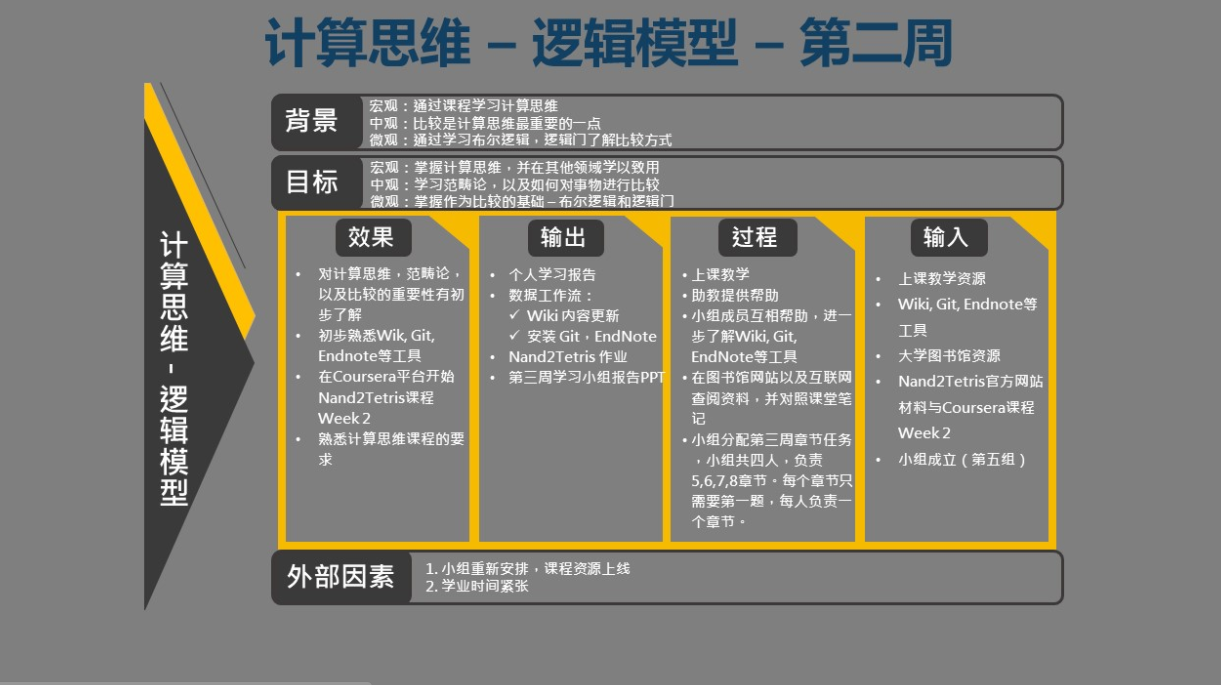 计算思维 – 逻辑模型 – 第二周
计算思维-逻辑模型
背景
宏观：通过课程学习计算思维
中观：比较是计算思维最重要的一点
微观：通过学习布尔逻辑，逻辑门了解比较方式
目标
宏观：掌握计算思维，并在其他领域学以致用
中观：学习范畴论，以及如何对事物进行比较
微观：掌握作为比较的基础 – 布尔逻辑和逻辑门
效果
• 对计算思维，范畴论，
以及比较的重要性有初
步了解
• 初步熟悉Wik, Git,
Endnote等工具
• 在Coursera平台开始
Nand2Tetris课程
Week 2
• 熟悉计算思维课程的要
求
输出
• 个人学习报告
• 数据工作流：
✓ Wiki 内容更新
✓ 安装 Git，EndNote
• Nand2Tetris 作业
• 第三周学习小组报告PPT
过程
• 上课教学
• 助教提供帮助
• 小组成员互相帮助，进一
步了解Wiki, Git,
EndNote等工具
• 在图书馆网站以及互联网
查阅资料，并对照课堂笔
记
• 小组分配第三周章节任务
，小组共四人，负责
5,6,7,8章节。每个章节只
需要第一题，每人负责一
个章节。
输入
• 上课教学资源
• Wiki, Git, Endnote等
工具
• 大学图书馆资源
• Nand2Tetris官方网站
材料与Coursera课程
Week 2
• 小组成立（第五组）
外部因素
1. 小组重新安排，课程资源上线
2. 学业时间紧张